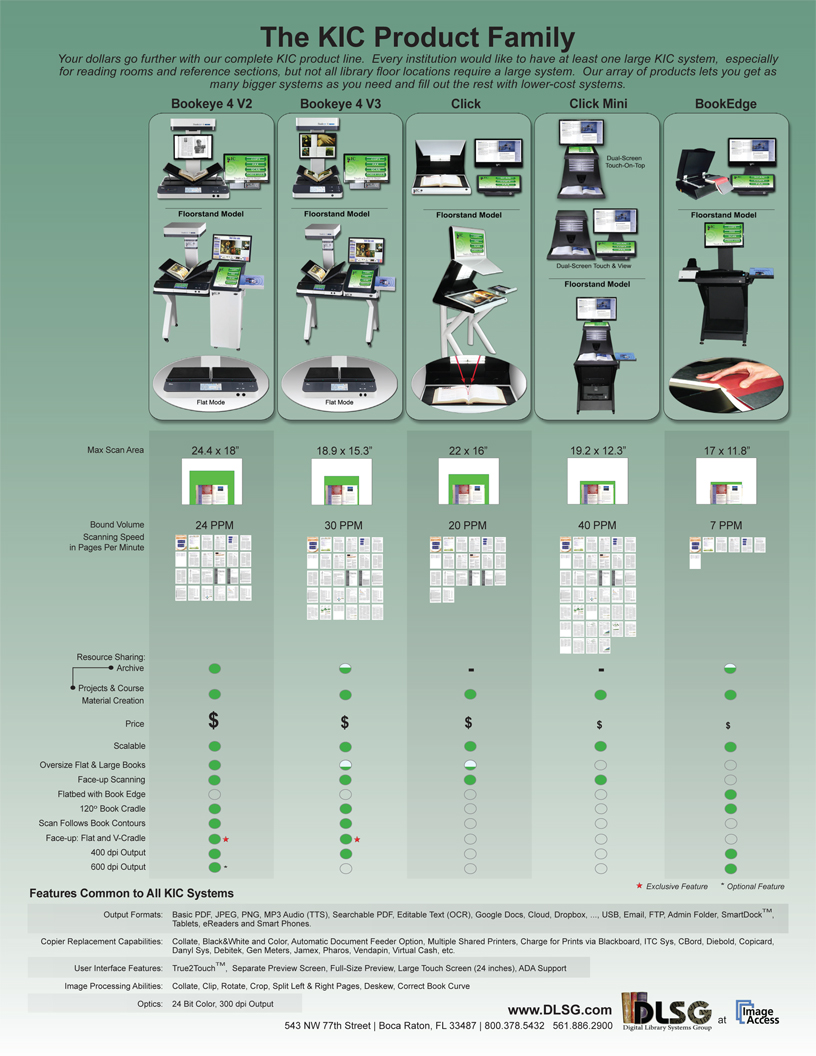 The KIC Product Family
Your dollars go further with our complete KIC product line.  Every institution would like to have at least one large KIC system,  especially
for reading rooms and reference sections, but not all library floor locations require a large system.  Our array of products lets you get as
many bigger systems as you need and fill out the rest with lower-cost systems.
Bookeye 4 V2 Bookeye 4 V3 Click Click Mini BookEdge
Dual-Screen
Touch-On-Top
Floorstand Model Floorstand Model Floorstand Model Floorstand Model
Dual-Screen Touch & View
Floorstand Model
Flat Mode Flat Mode
Max Scan Area 24.4 x 18” 18.9 x 15.3” 22 x 16” 19.2 x 12.3” 17 x 11.8”
Bound Volume 24 PPM 30 PPM 20 PPM 40 PPM 7 PPM
Scanning Speed
in Pages Per Minute
Resource Sharing:
Archive - -
Projects & Course
Material Creation
Price $ $ $ $ $
Scalable
Oversize Flat & Large Books
Face-up Scanning
Flatbed with Book Edge
120º Book Cradle
Scan Follows Book Contours
Face-up: Flat and V-Cradle ★ ★
400 dpi Output
600 dpi Output *
★ Exclusive Feature * Optional Feature
Features Common to All KIC Systems
Output Formats: Basic PDF, JPEG, PNG, MP3 Audio (TTS), Searchable PDF, Editable Text (OCR), Google Docs, Cloud, Dropbox, ..., USB, Email, FTP, Admin Folder, SmartDock™,
Tablets, eReaders and Smart Phones.
Copier Replacement Capabilities: Collate, Black&White and Color, Automatic Document Feeder Option, Multiple Shared Printers, Charge for Prints via Blackboard, ITC Sys, CBord, Diebold, Copicard,
Danyl Sys, Debitek, Gen Meters, Jamex, Pharos, Vendapin, Virtual Cash, etc.
User Interface Features: True2Touch™,  Separate Preview Screen, Full-Size Preview, Large Touch Screen (24 inches), ADA Support
Image Processing Abilities: Collate, Clip, Rotate, Crop, Split Left & Right Pages, Deskew, Correct Book Curve
Optics: 24 Bit Color, 300 dpi Output
www.DLSG.com
543 NW 77th Street | Boca Raton, FL 33487 | 800.378.5432   561.886.2900
DLSG
Digital Library Systems Group
at
Image
Access